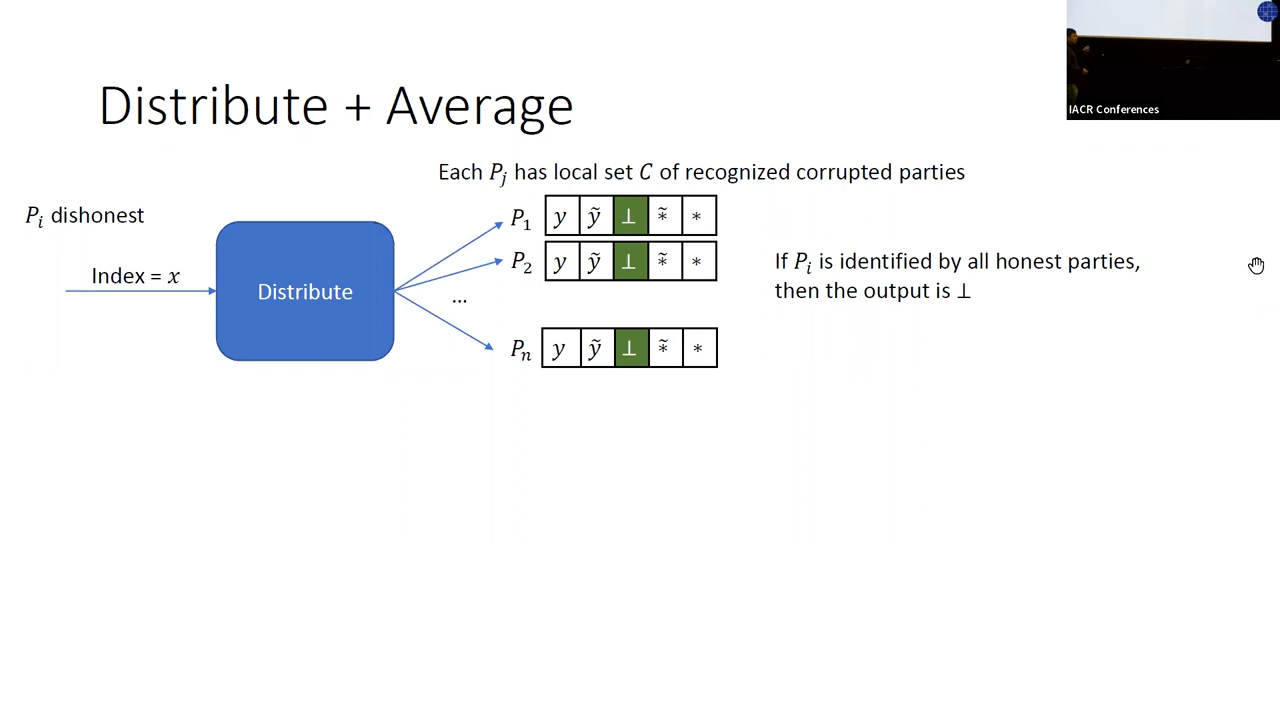 IACR Conferences
Distribute + Average
Each P_j has local set C of recognized corrupted parties
P_i dishonest
Index = x
Distribute
P_1 y ỹ ⊥ *̃ *
P_2 y ỹ ⊥ *̃ *
...
P_n y ỹ ⊥ *̃ *
If P_i is identified by all honest parties,
then the output is ⊥